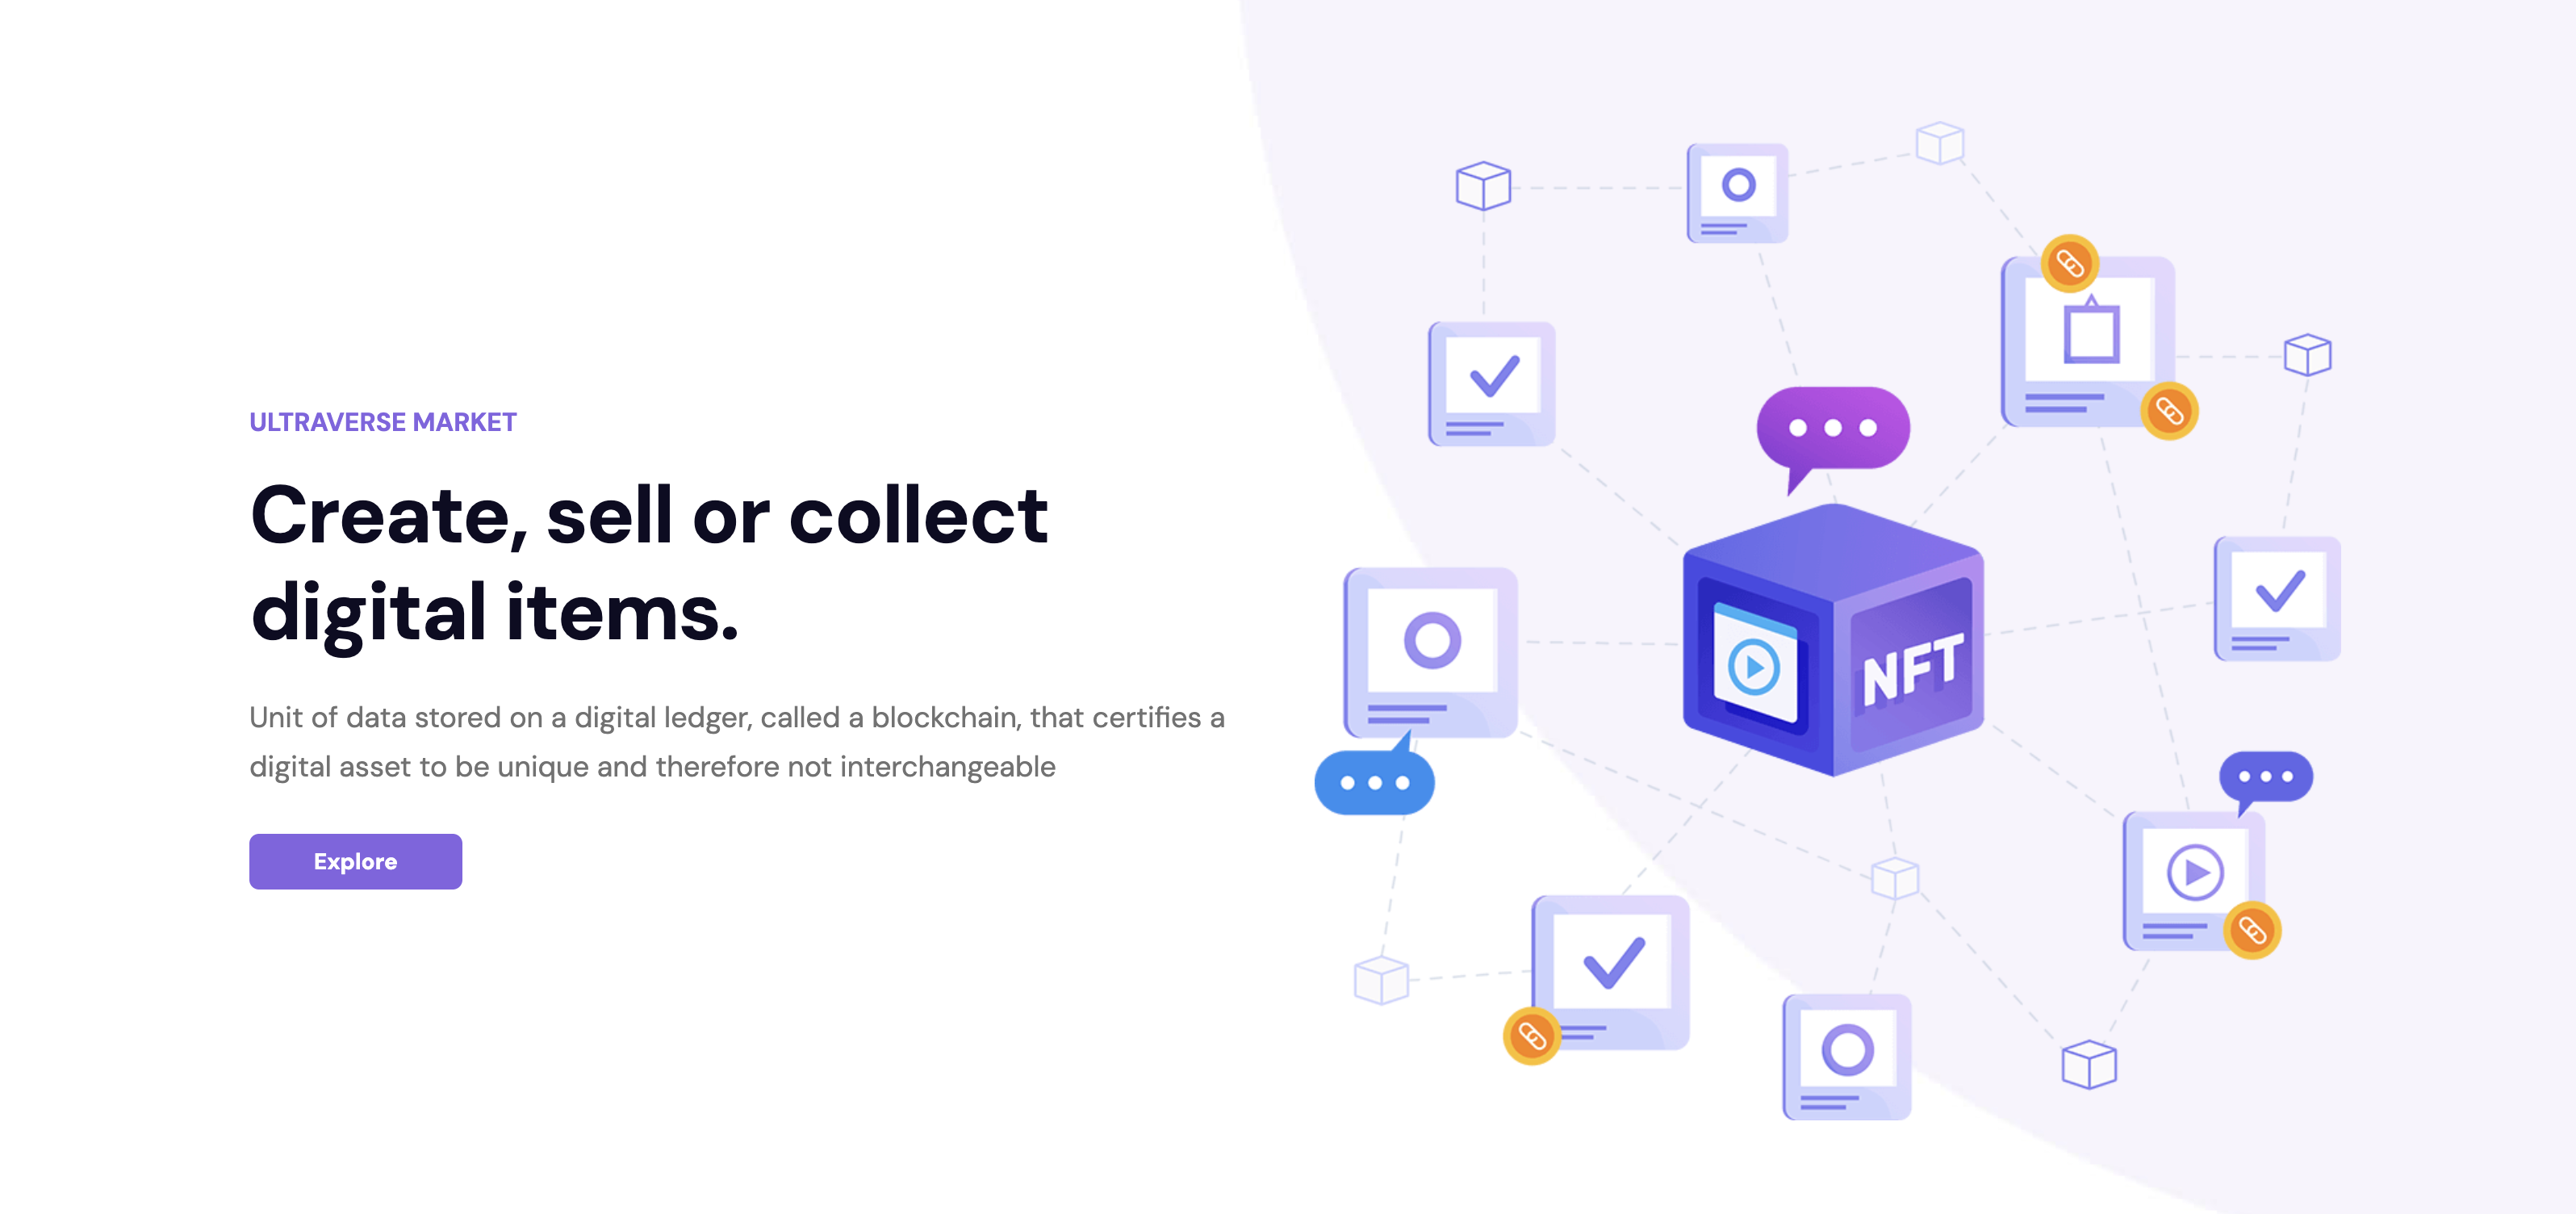 ULTRAVERSE MARKET
Create, sell or collect
digital items.
Unit of data stored on a digital ledger, called a blockchain, that certifies a
digital asset to be unique and therefore not interchangeable
Explore
NFT